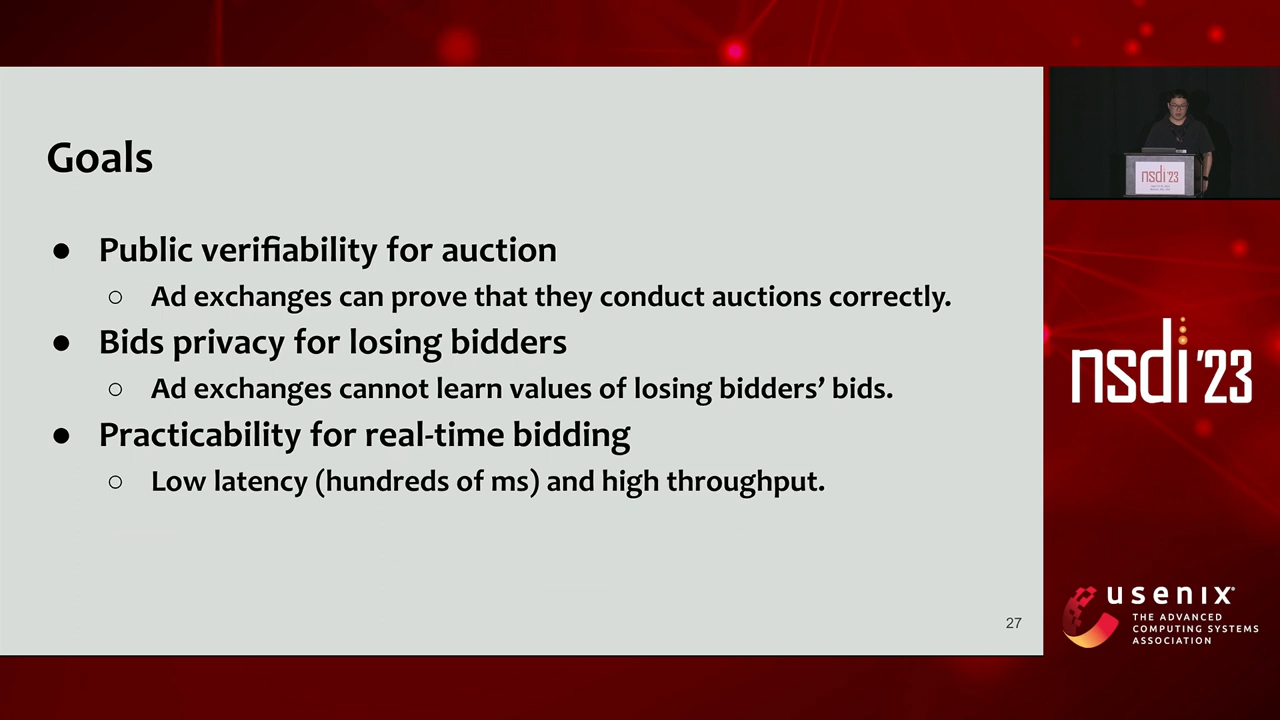 Goals
● Public verifiability for auction
○ Ad exchanges can prove that they conduct auctions correctly.
● Bids privacy for losing bidders
○ Ad exchanges cannot learn values of losing bidders’ bids.
● Practicability for real-time bidding
○ Low latency (hundreds of ms) and high throughput.
27
nsdi'23
nsdi'23
usenix
THE ADVANCED
COMPUTING SYSTEMS
ASSOCIATION